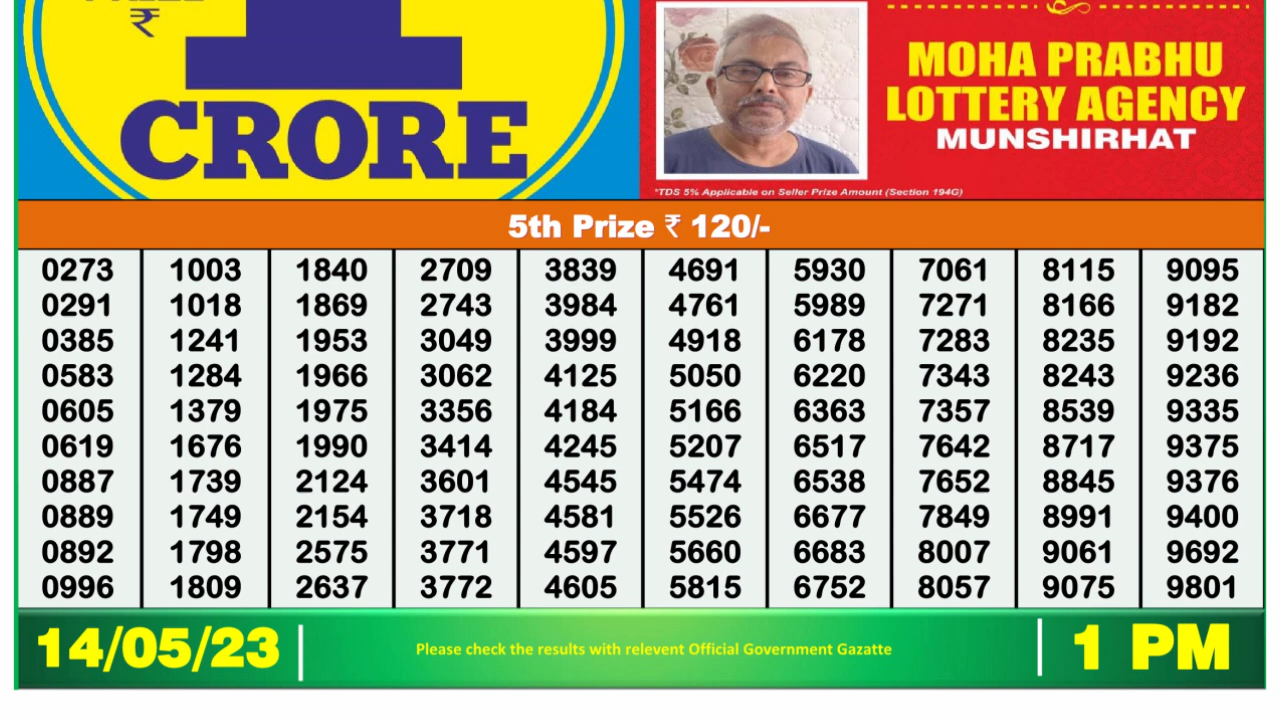 ₹
1
CRORE
MOHA PRABHU
LOTTERY AGENCY
MUNSHIRHAT
*TDS 5% Applicable on Seller Prize Amount (Section 194G)
5th Prize ₹ 120/-
0273 1003 1840 2709 3839 4691 5930 7061 8115 9095
0291 1018 1869 2743 3984 4761 5989 7271 8166 9182
0385 1241 1953 3049 3999 4918 6178 7283 8235 9192
0583 1284 1966 3062 4125 5050 6220 7343 8243 9236
0605 1379 1975 3356 4184 5166 6363 7357 8539 9335
0619 1676 1990 3414 4245 5207 6517 7642 8717 9375
0887 1739 2124 3601 4545 5474 6538 7652 8845 9376
0889 1749 2154 3718 4581 5526 6677 7849 8991 9400
0892 1798 2575 3771 4597 5660 6683 8007 9061 9692
0996 1809 2637 3772 4605 5815 6752 8057 9075 9801
14/05/23
Please check the results with relevent Official Government Gazatte
1 PM